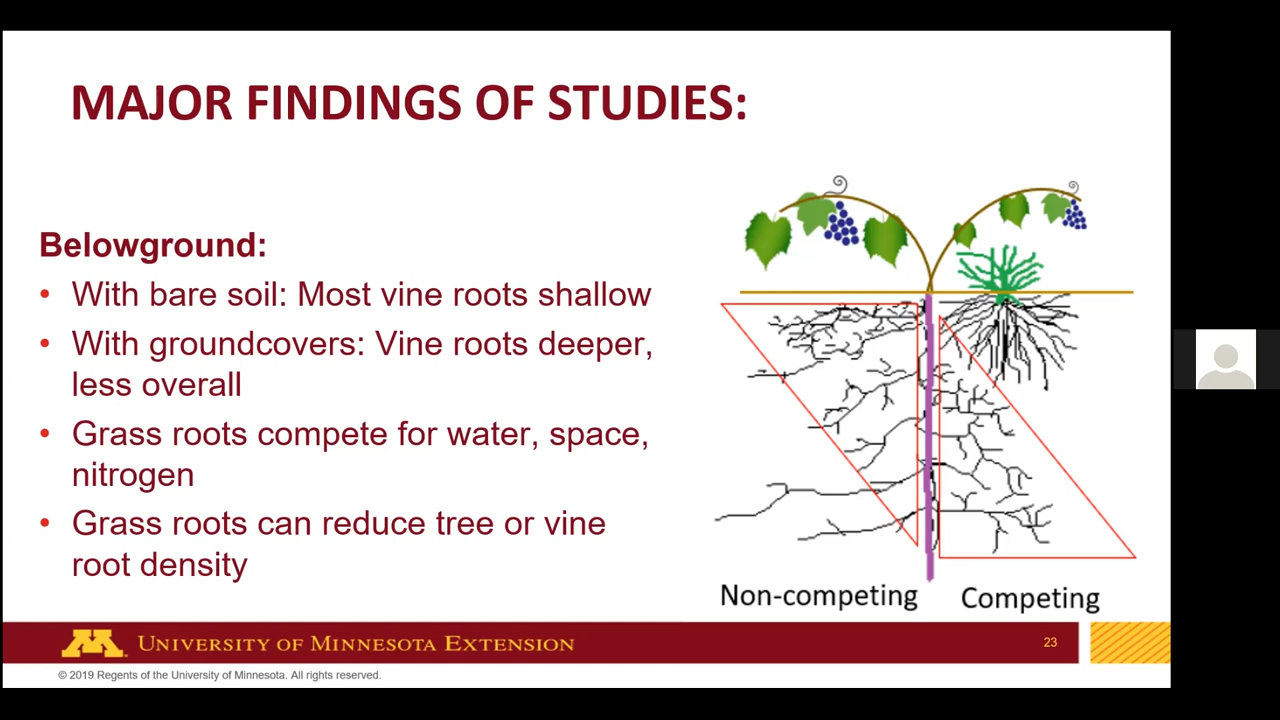 MAJOR FINDINGS OF STUDIES:
Belowground:
• With bare soil: Most vine roots shallow
• With groundcovers: Vine roots deeper,
less overall
• Grass roots compete for water, space,
nitrogen
• Grass roots can reduce tree or vine
root density
Non-competing
Competing
UNIVERSITY OF MINNESOTA EXTENSION
23
© 2019 Regents of the University of Minnesota. All rights reserved.